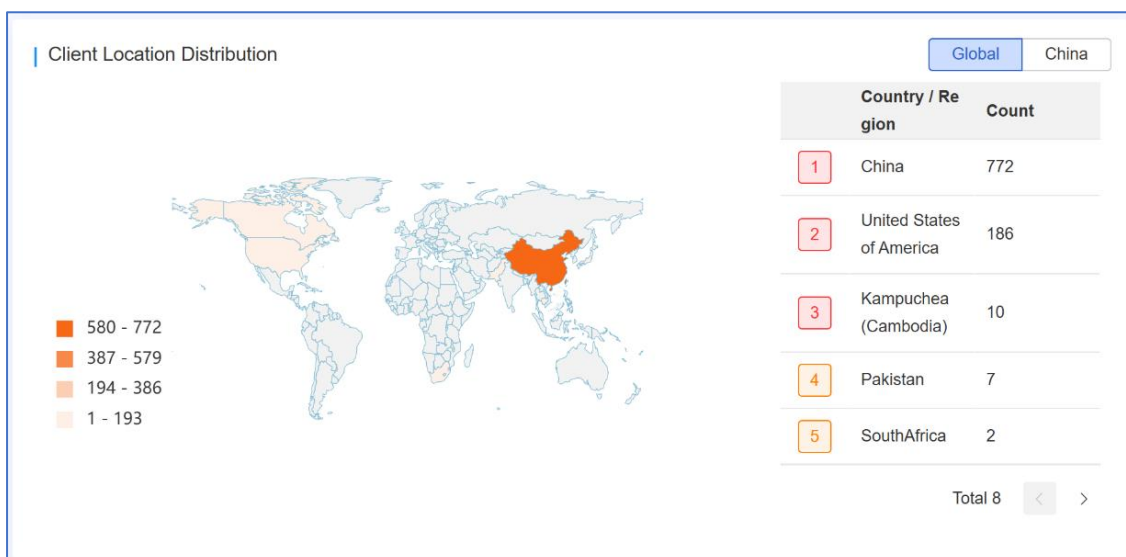 Client Location Distribution
Global
China
Country / Re
gion
Count
1
China
772
2
United States
of America
186
3
Kampuchea
(Cambodia)
10
4
Pakistan
7
5
SouthAfrica
2
580 - 772
387 - 579
194 - 386
1 - 193
Total 8